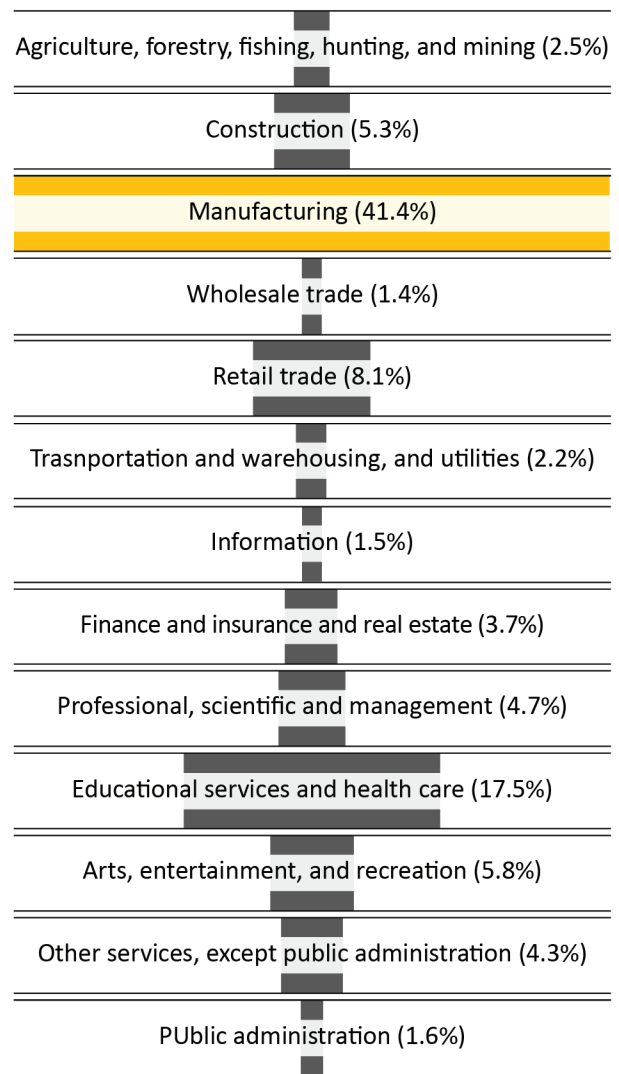 Agriculture, forestry, fishing, hunting, and mining (2.5%)
Construction (5.3%)
Manufacturing (41.4%)
Wholesale trade (1.4%)
Retail trade (8.1%)
Trasnportation and warehousing, and utilities (2.2%)
Information (1.5%)
Finance and insurance and real estate (3.7%)
Professional, scientific and management (4.7%)
Educational services and health care (17.5%)
Arts, entertainment, and recreation (5.8%)
Other services, except public administration (4.3%)
PUblic administration (1.6%)